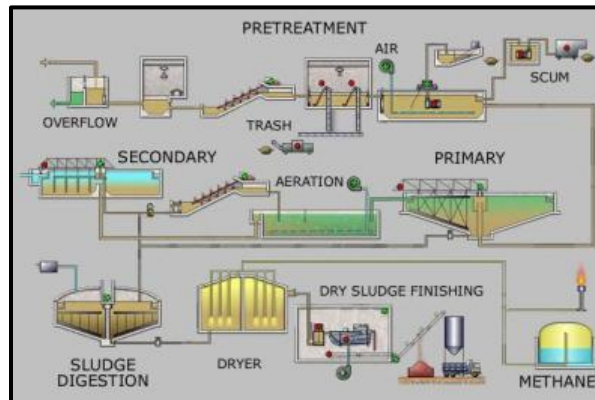 PRETREATMENT
AIR
SCUM
OVERFLOW
TRASH
SECONDARY
PRIMARY
AERATION
DRY SLUDGE FINISHING
SLUDGE
DIGESTION
DRYER
METHANE